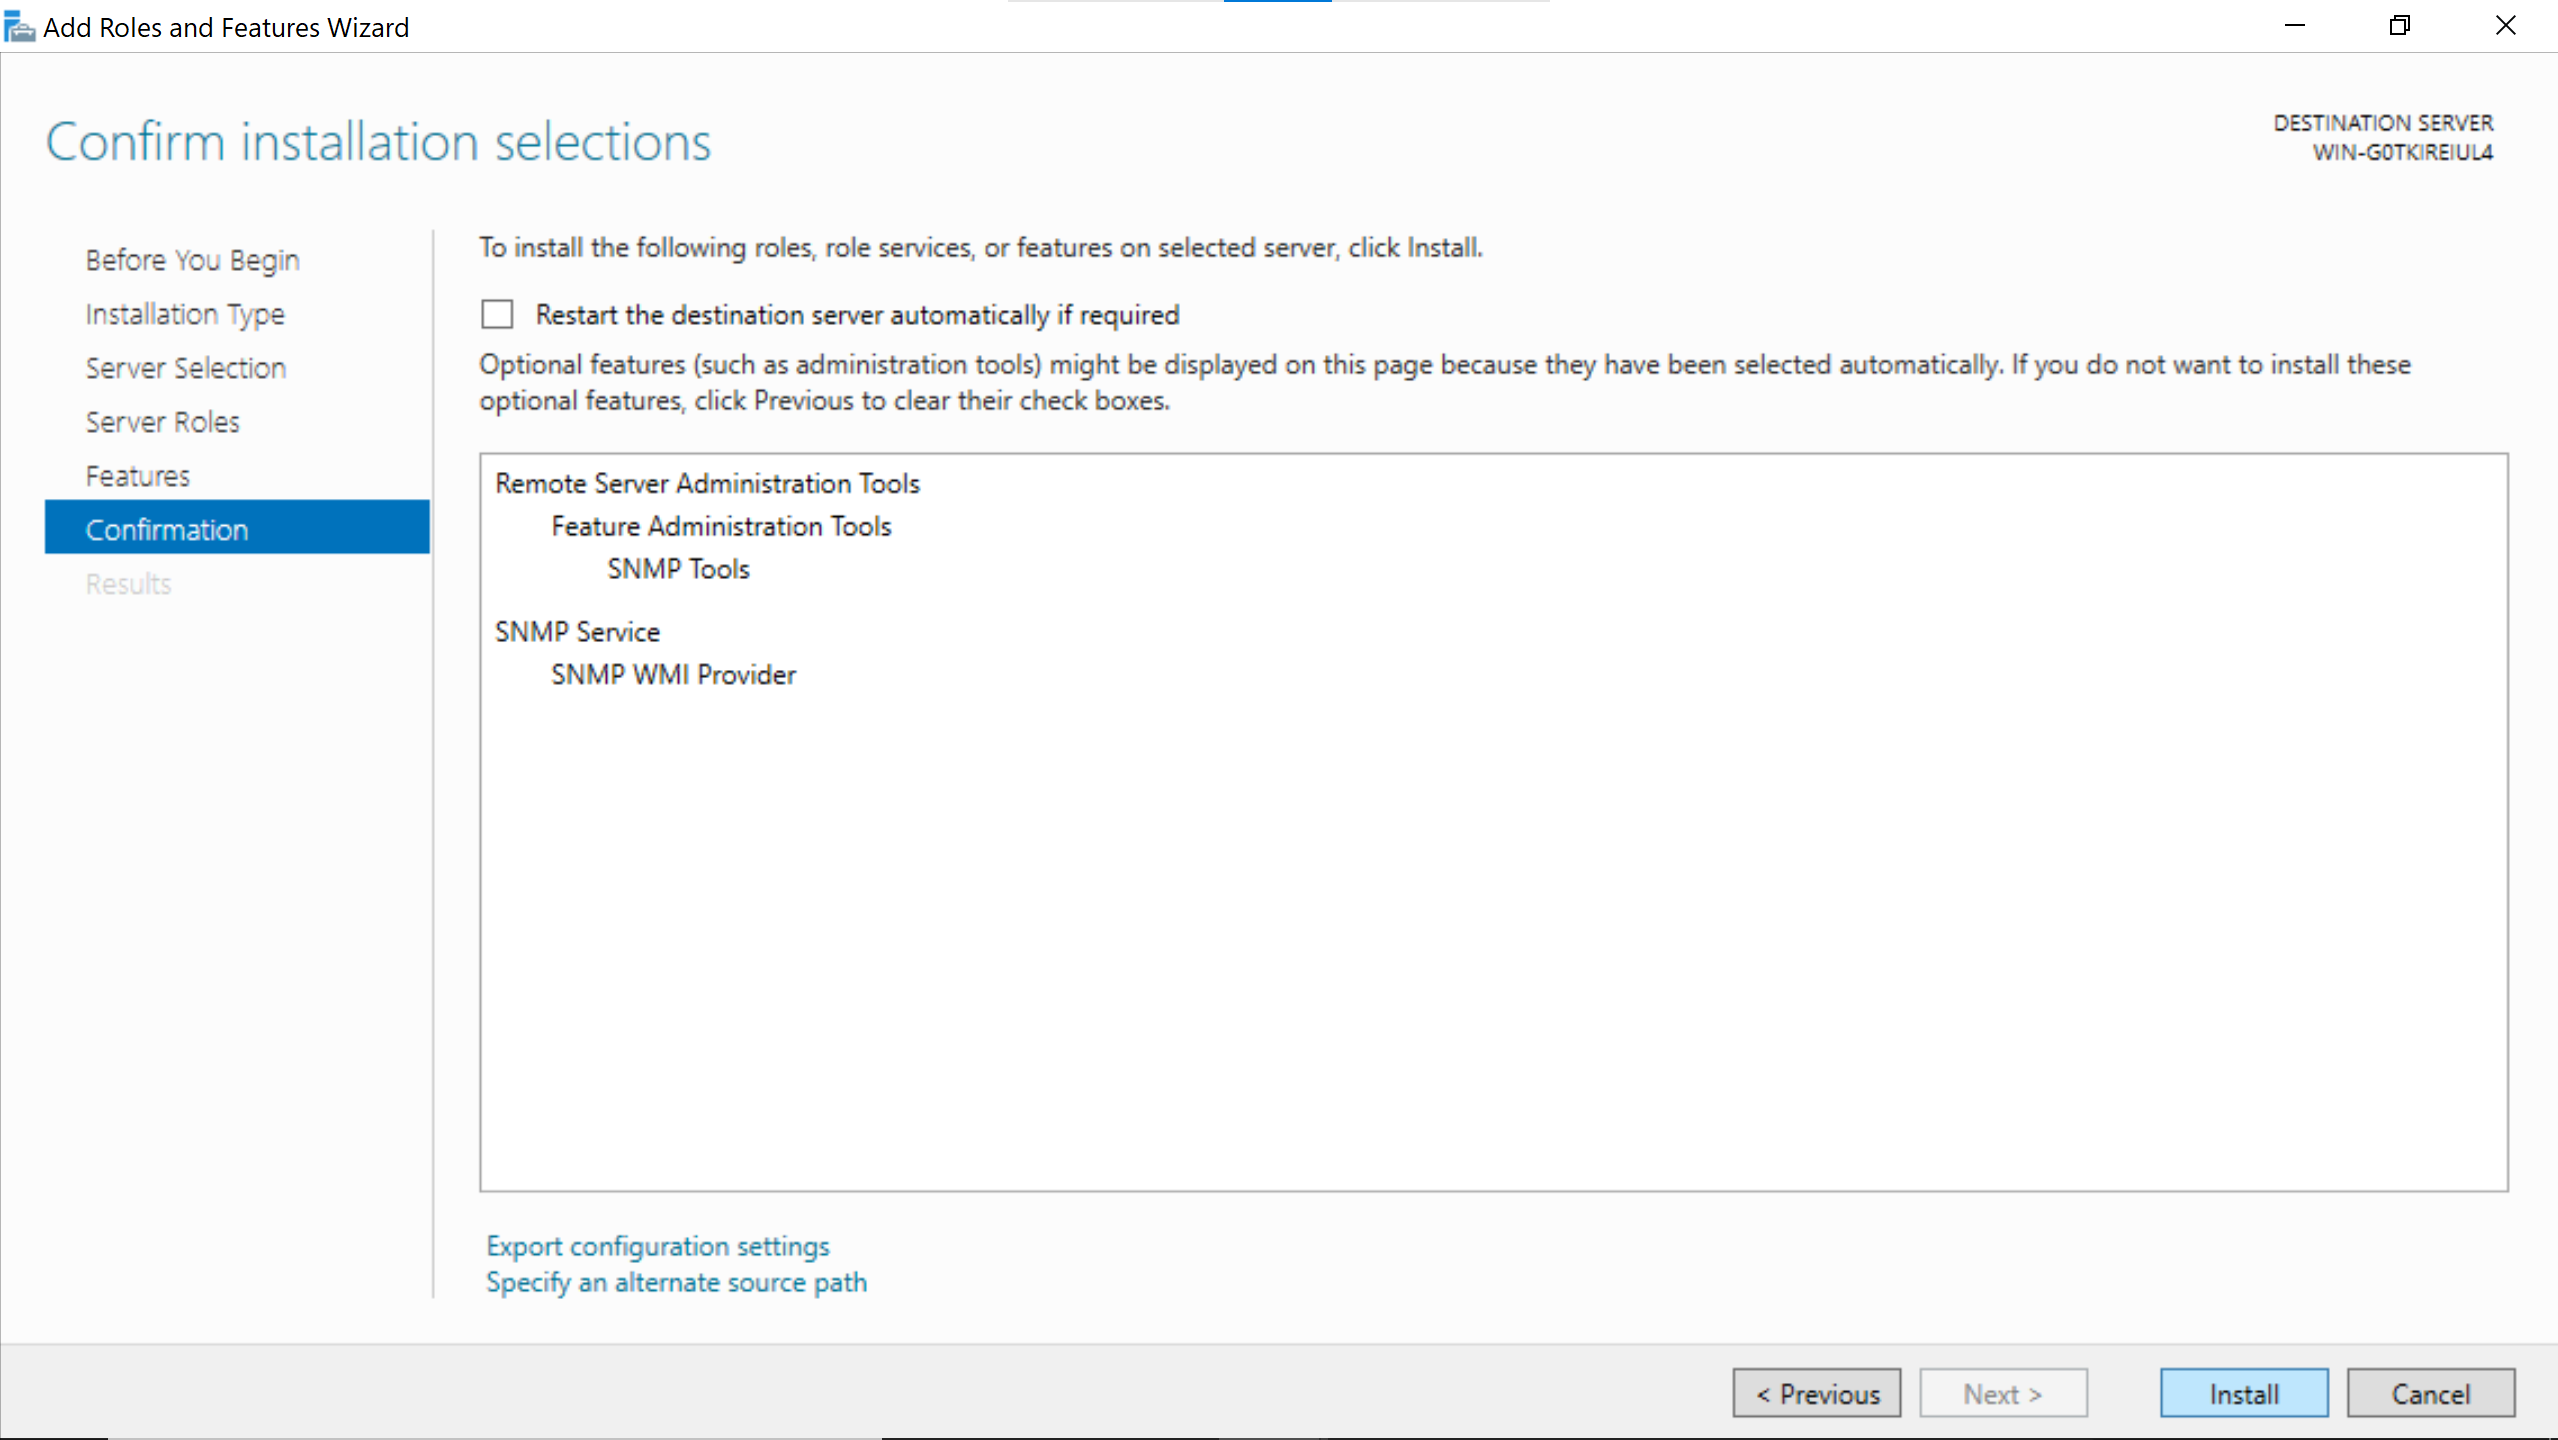 Add Roles and Features Wizard
Confirm installation selections
DESTINATION SERVER
WIN-G0TKIREIUL4
Before You Begin
Installation Type
Server Selection
Server Roles
Features
Confirmation
Results
To install the following roles, role services, or features on selected server, click Install.
Restart the destination server automatically if required
Optional features (such as administration tools) might be displayed on this page because they have been selected automatically. If you do not want to install these
optional features, click Previous to clear their check boxes.
Remote Server Administration Tools
Feature Administration Tools
SNMP Tools
SNMP Service
SNMP WMI Provider
Export configuration settings
Specify an alternate source path
< Previous
Next >
Install
Cancel